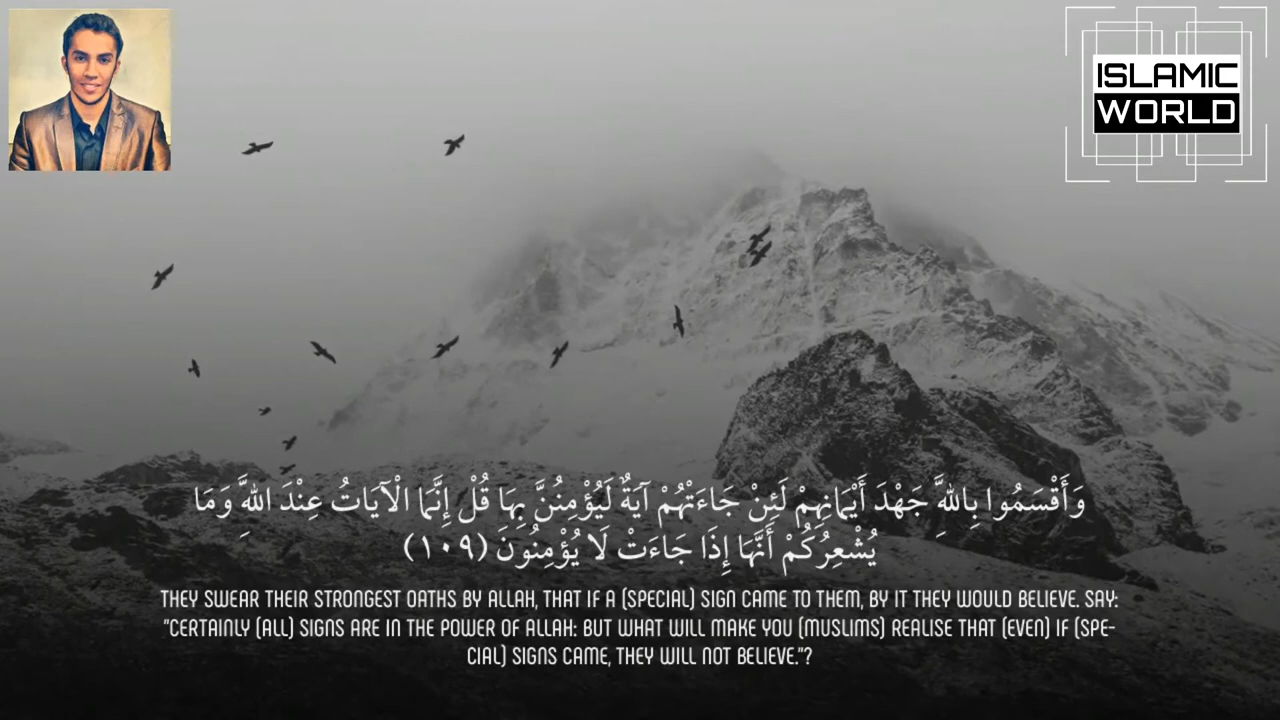 ISLAMIC
WORLD
وَأَقْسَمُوا بِاللَّهِ جَهْدَ أَيْمَانِهِمْ لَئِنْ جَاءَتْهُمْ آيَةٌ لَيُؤْمِنُنَّ بِهَا قُلْ إِنَّمَا الْآيَاتُ عِنْدَ اللَّهِ وَمَا
يُشْعِرُكُمْ أَنَّهَا إِذَا جَاءَتْ لَا يُؤْمِنُونَ (١٠٩)
THEY SWEAR THEIR STRONGEST OATHS BY ALLAH, THAT IF A (SPECIAL) SIGN CAME TO THEM, BY IT THEY WOULD BELIEVE. SAY:
"CERTAINLY (ALL) SIGNS ARE IN THE POWER OF ALLAH: BUT WHAT WILL MAKE YOU (MUSLIMS) REALISE THAT (EVEN) IF (SPE-
CIAL) SIGNS CAME, THEY WILL NOT BELIEVE."?